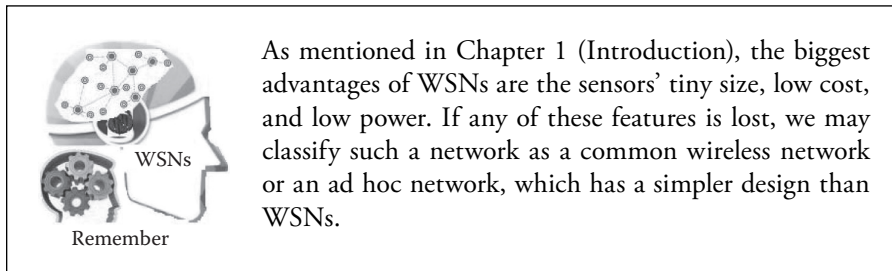 As mentioned in Chapter 1 (Introduction), the biggest
advantages of WSNs are the sensors’ tiny size, low cost,
and low power. If any of these features is lost, we may
classify such a network as a common wireless network
or an ad hoc network, which has a simpler design than
WSNs.
WSNs
Remember